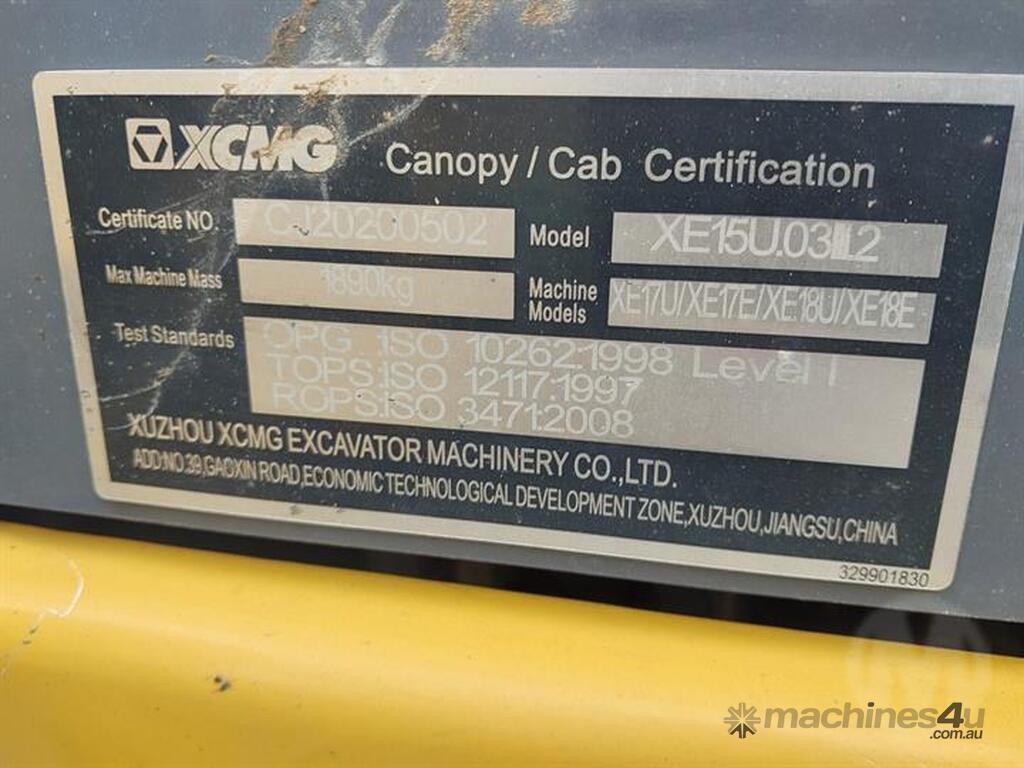 XCMG Canopy / Cab Certification
Certificate NO. CJ20200502 Model XE15U.03.12
Max Machine Mass 1890kg Machine Models XE17U/XE17E/XE18U/XE18E
Test Standards OPG :ISO 10262:1998 Level I
TOPS:ISO 12117:1997
ROPS:ISO 3471:2008
XUZHOU XCMG EXCAVATOR MACHINERY CO.,LTD.
ADD:NO.39,GAOXIN ROAD,ECONOMIC TECHNOLOGICAL DEVELOPMENT ZONE,XUZHOU,JIANGSU,CHINA
329901830
machines4u
.com.au